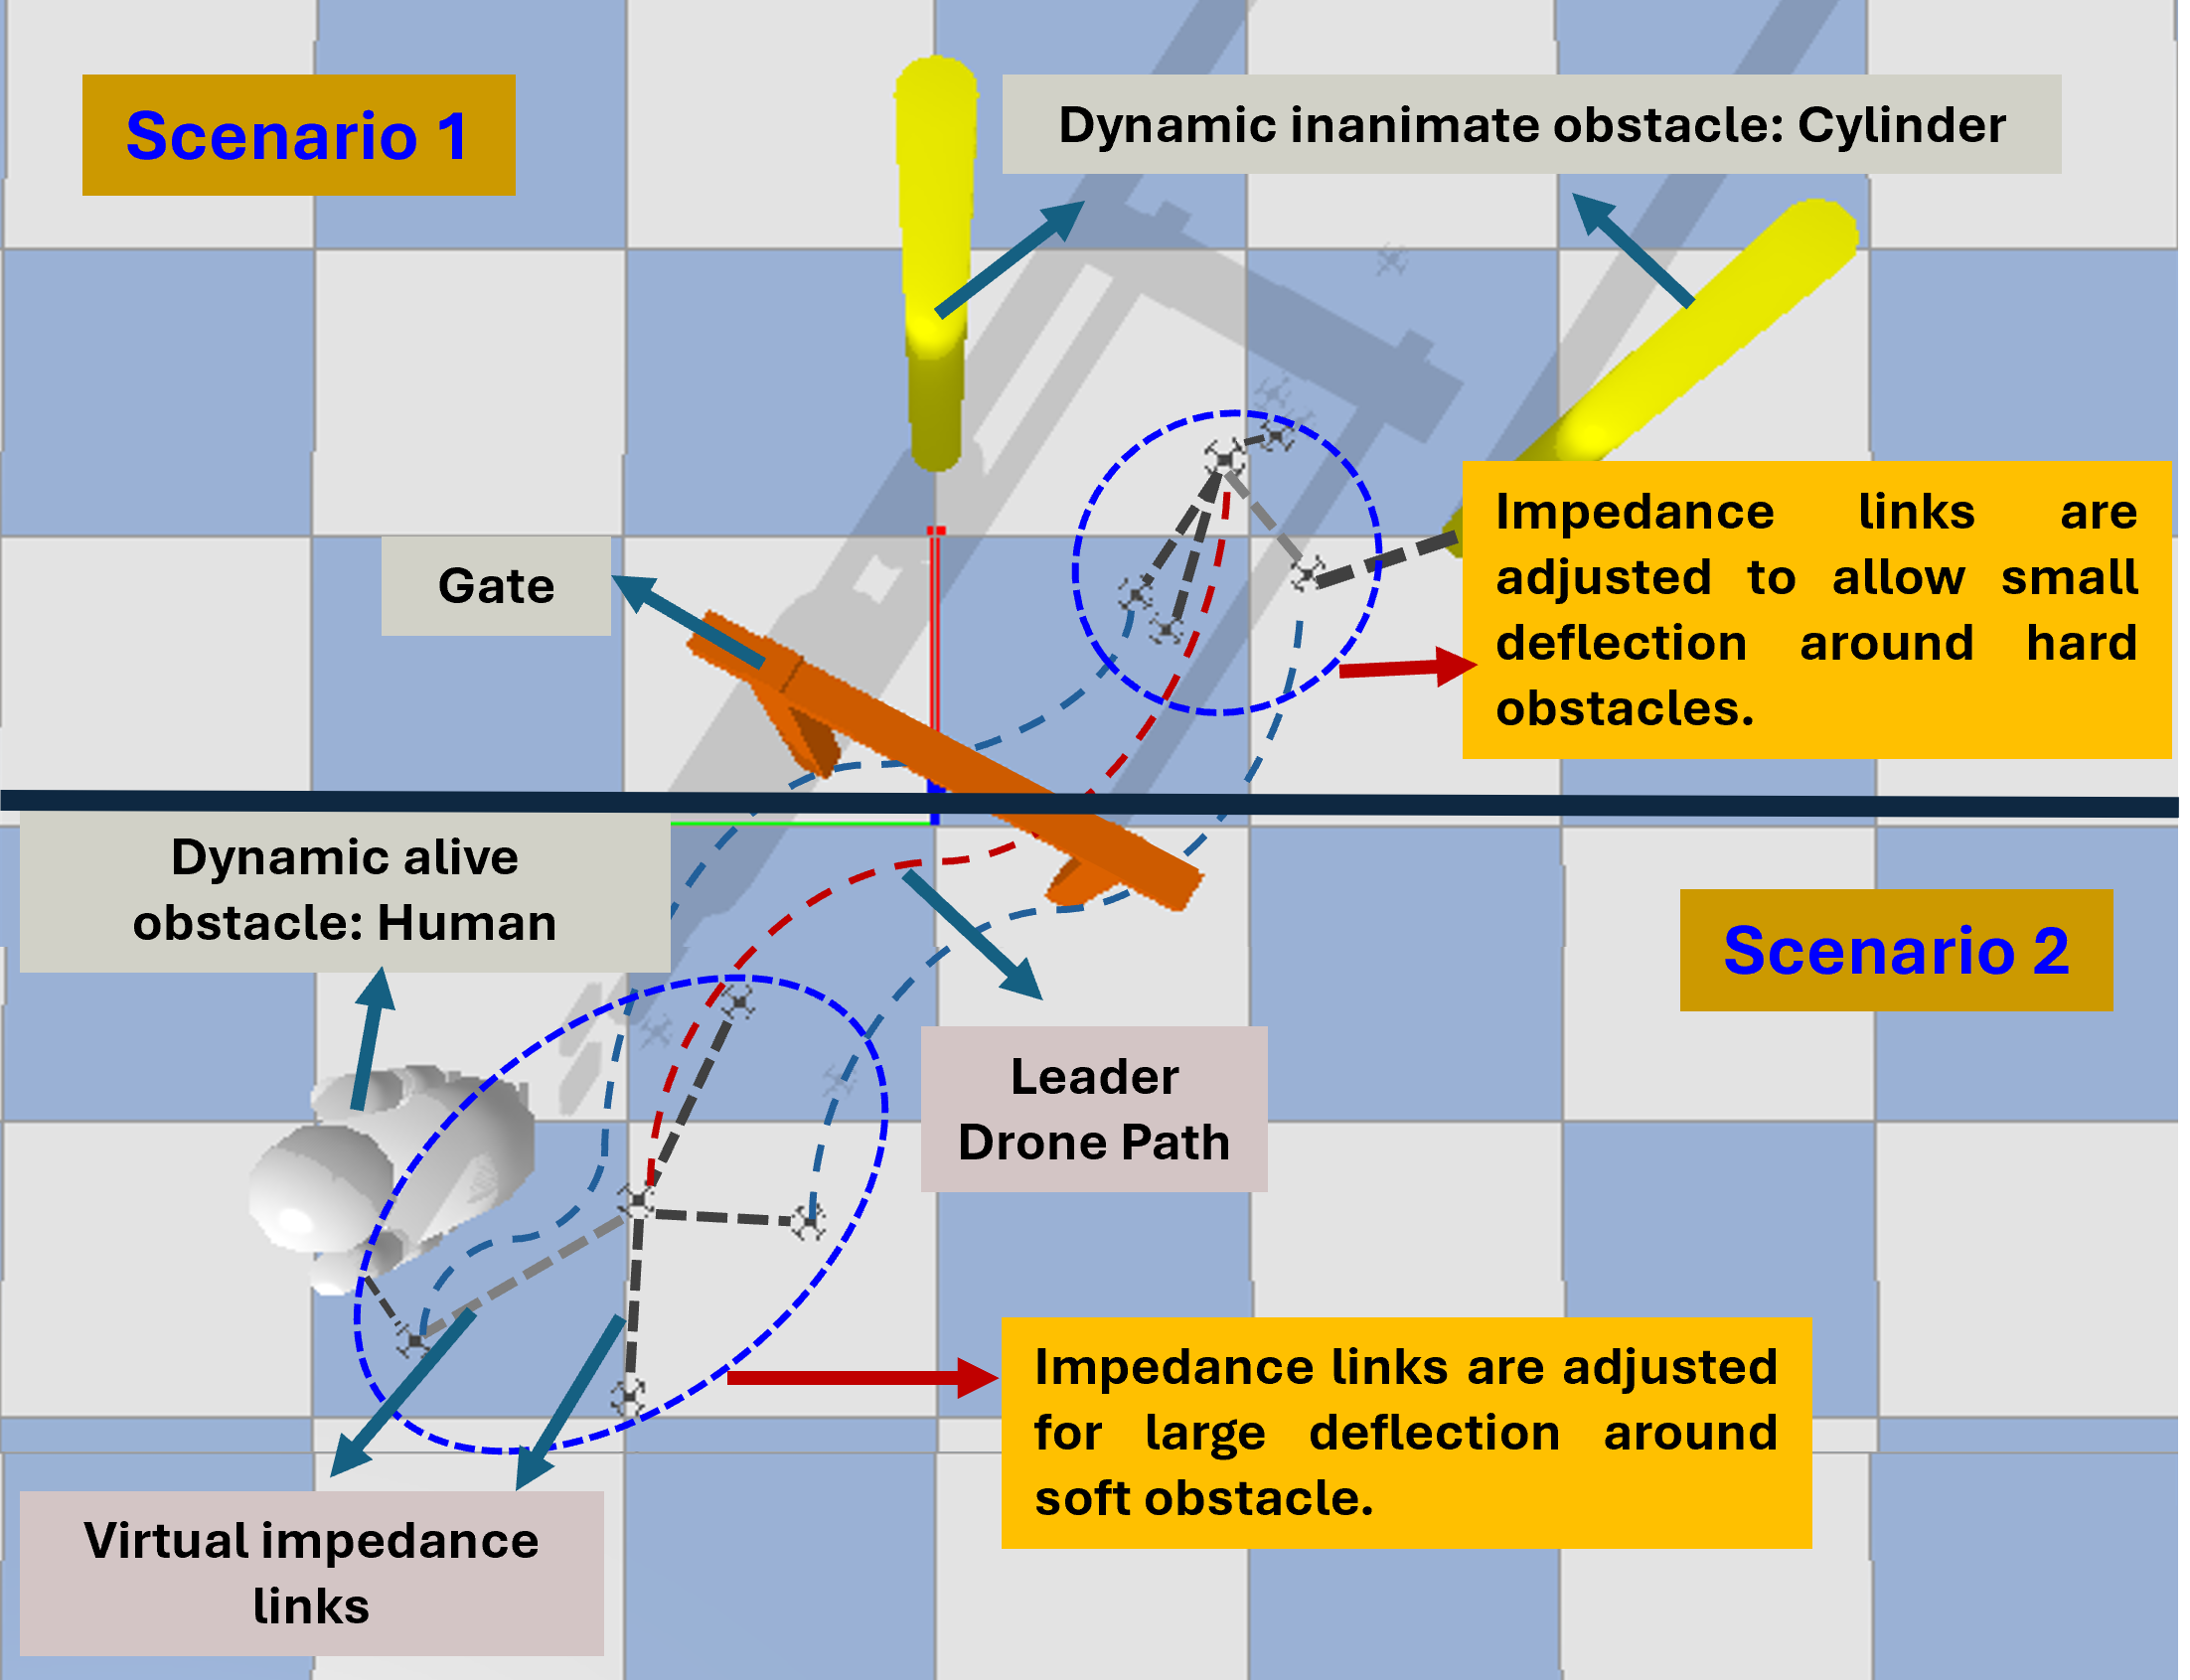 Scenario 1
Dynamic inanimate obstacle: Cylinder
Gate
Impedance links are
adjusted to allow small
deflection around hard
obstacles.
Dynamic alive
obstacle: Human
Scenario 2
Leader
Drone Path
Impedance links are adjusted
for large deflection around
soft obstacle.
Virtual impedance
links